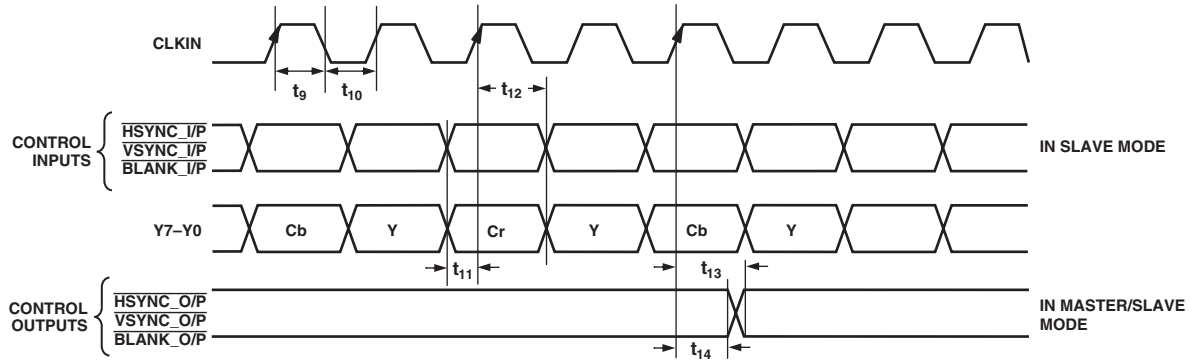 CLKIN
t9
t10
t12
CONTROL INPUTS
HSYNC_I/P
VSYNC_I/P
BLANK_I/P
IN SLAVE MODE
Y7–Y0
Cb Y Cr Y Cb Y
t11
t13
CONTROL OUTPUTS
HSYNC_O/P
VSYNC_O/P
BLANK_O/P
IN MASTER/SLAVE MODE
t14